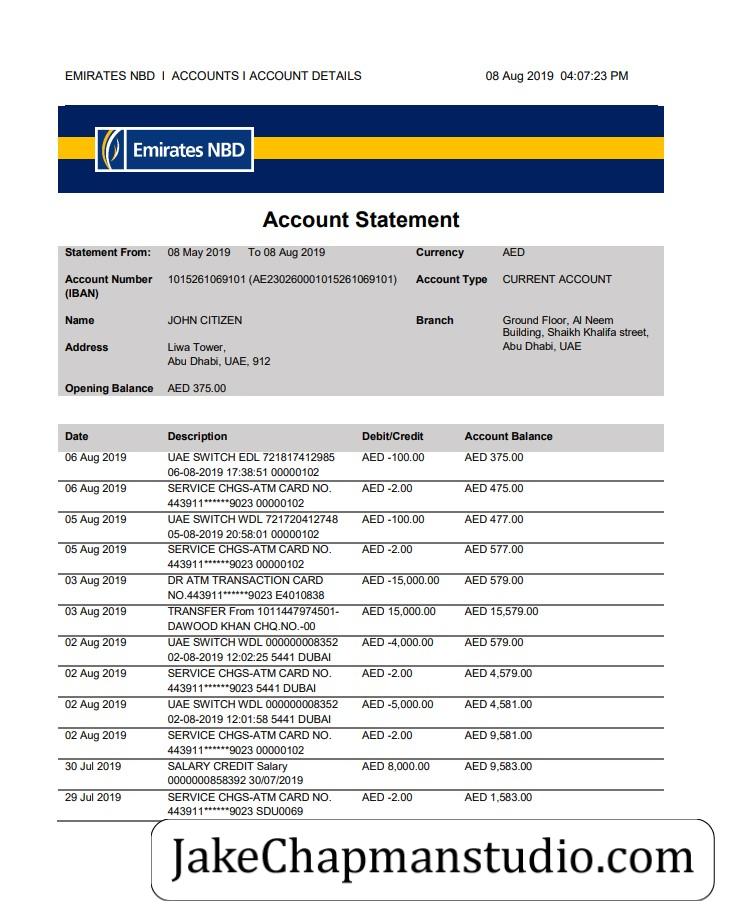 EMIRATES NBD I ACCOUNTS I ACCOUNT DETAILS 08 Aug 2019 04:07:23 PM
Emirates NBD
Account Statement
Statement From: 08 May 2019 To 08 Aug 2019 Currency AED
Account Number 1015261069101 (AE230260001015261069101) Account Type CURRENT ACCOUNT
(IBAN)
Name JOHN CITIZEN Branch Ground Floor, Al Neem
Building, Shaikh Khalifa street,
Address Liwa Tower, Abu Dhabi, UAE
Abu Dhabi, UAE, 912
Opening Balance AED 375.00
Date Description Debit/Credit Account Balance
06 Aug 2019 UAE SWITCH EDL 721817412985 AED -100.00 AED 375.00
06-08-2019 17:38:51 00000102
06 Aug 2019 SERVICE CHGS-ATM CARD NO. AED -2.00 AED 475.00
443911******9023 00000102
05 Aug 2019 UAE SWITCH WDL 721720412748 AED -100.00 AED 477.00
05-08-2019 20:58:01 00000102
05 Aug 2019 SERVICE CHGS-ATM CARD NO. AED -2.00 AED 577.00
443911******9023 00000102
03 Aug 2019 DR ATM TRANSACTION CARD AED -15,000.00 AED 579.00
NO.443911******9023 E4010838
03 Aug 2019 TRANSFER From 1011447974501- AED 15,000.00 AED 15,579.00
DAWOOD KHAN CHQ.NO.-00
02 Aug 2019 UAE SWITCH WDL 000000008352 AED -4,000.00 AED 579.00
02-08-2019 12:02:25 5441 DUBAI
02 Aug 2019 SERVICE CHGS-ATM CARD NO. AED -2.00 AED 4,579.00
443911******9023 5441 DUBAI
02 Aug 2019 UAE SWITCH WDL 000000008352 AED -5,000.00 AED 4,581.00
02-08-2019 12:01:58 5441 DUBAI
02 Aug 2019 SERVICE CHGS-ATM CARD NO. AED -2.00 AED 9,581.00
443911******9023 00000102
30 Jul 2019 SALARY CREDIT Salary AED 8,000.00 AED 9,583.00
0000000858392 30/07/2019
29 Jul 2019 SERVICE CHGS-ATM CARD NO. AED -2.00 AED 1,583.00
443911******9023 SDU0069
JakeChapmanstudio.com